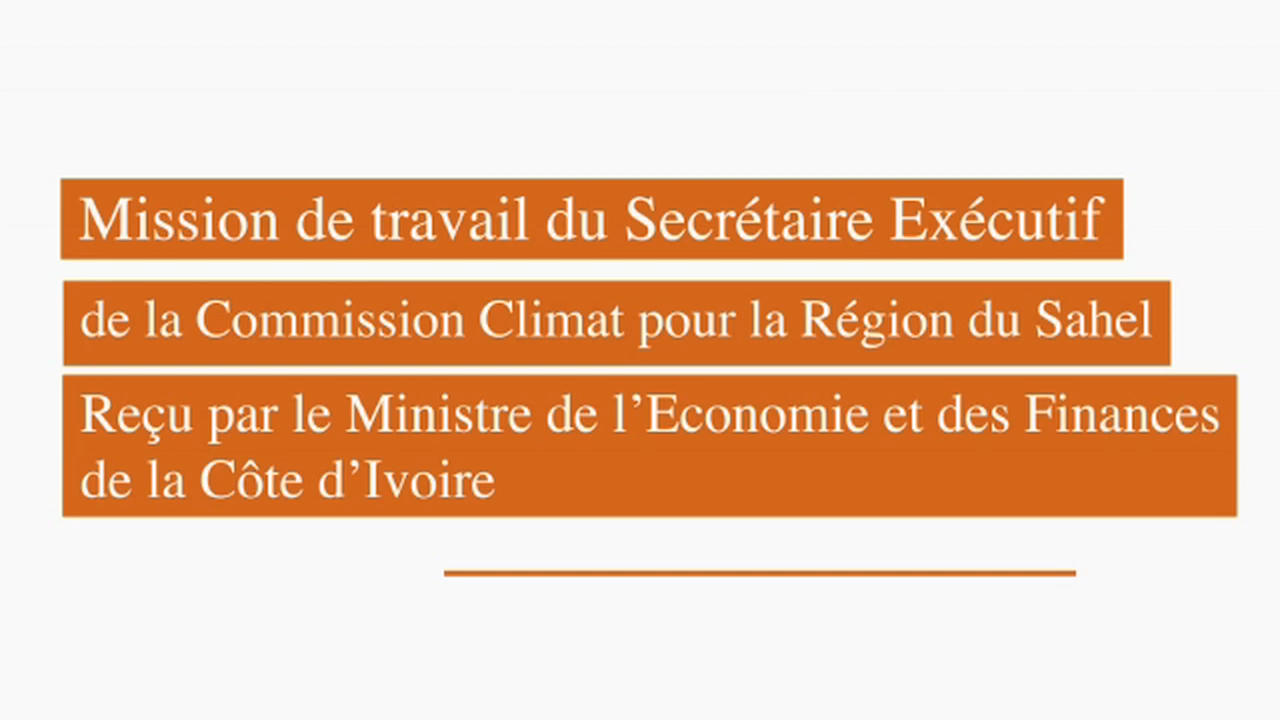 Mission de travail du Secrétaire Exécutif
de la Commission Climat pour la Région du Sahel
Reçu par le Ministre de l’Economie et des Finances
de la Côte d’Ivoire